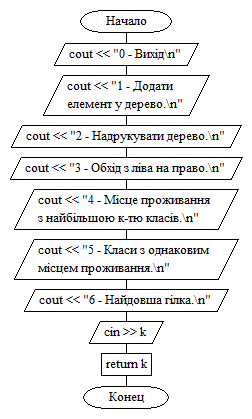 Начало
cout << "0 - Вихід\n"
cout << "1 - Додати
елемент у дерево.\n"
cout << "2 - Надрукувати дерево.\n"
cout << "3 - Обхід з ліва на право.\n"
cout << "4 - Місце проживання
з найбільшою к-тю класів.\n"
cout << "5 - Класи з однаковим
місцем проживання.\n"
cout << "6 - Найдовша гілка.\n"
cin >> k
return k
Конец